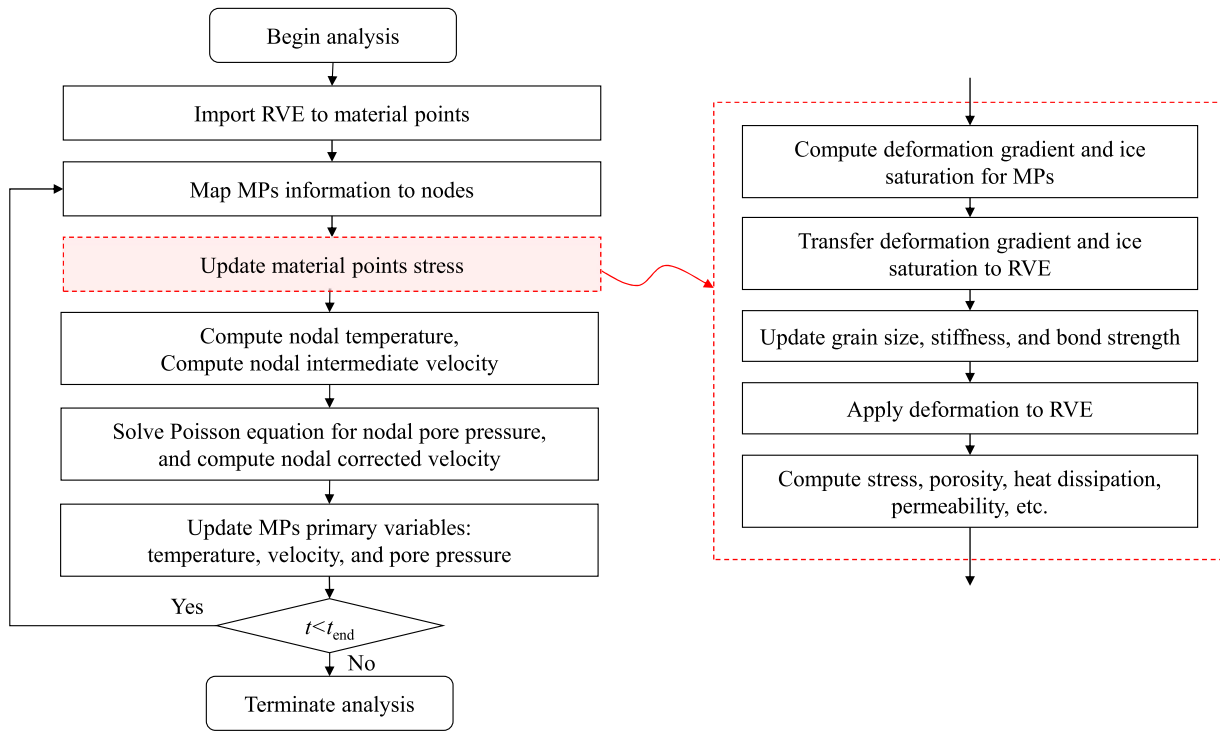 Begin analysis
Import RVE to material points
Map MPs information to nodes
Update material points stress
Compute nodal temperature,
Compute nodal intermediate velocity
Solve Poisson equation for nodal pore pressure,
and compute nodal corrected velocity
Update MPs primary variables:
temperature, velocity, and pore pressure
Yes
t<t_end
No
Terminate analysis
Compute deformation gradient and ice
saturation for MPs
Transfer deformation gradient and ice
saturation to RVE
Update grain size, stiffness, and bond strength
Apply deformation to RVE
Compute stress, porosity, heat dissipation,
permeability, etc.